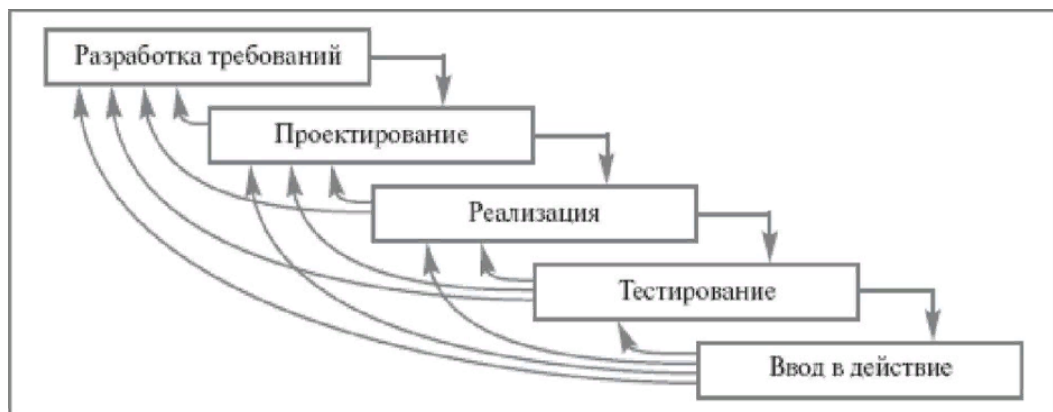 Разработка требований
Проектирование
Реализация
Тестирование
Ввод в действие